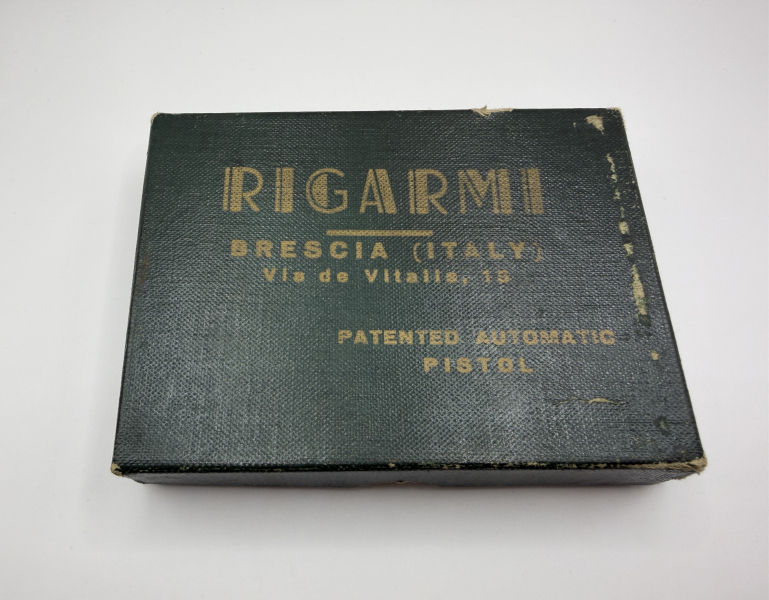 RIGARMI
BRESCIA (ITALY)
Via de Vitalis, 15
PATENTED AUTOMATIC
PISTOL